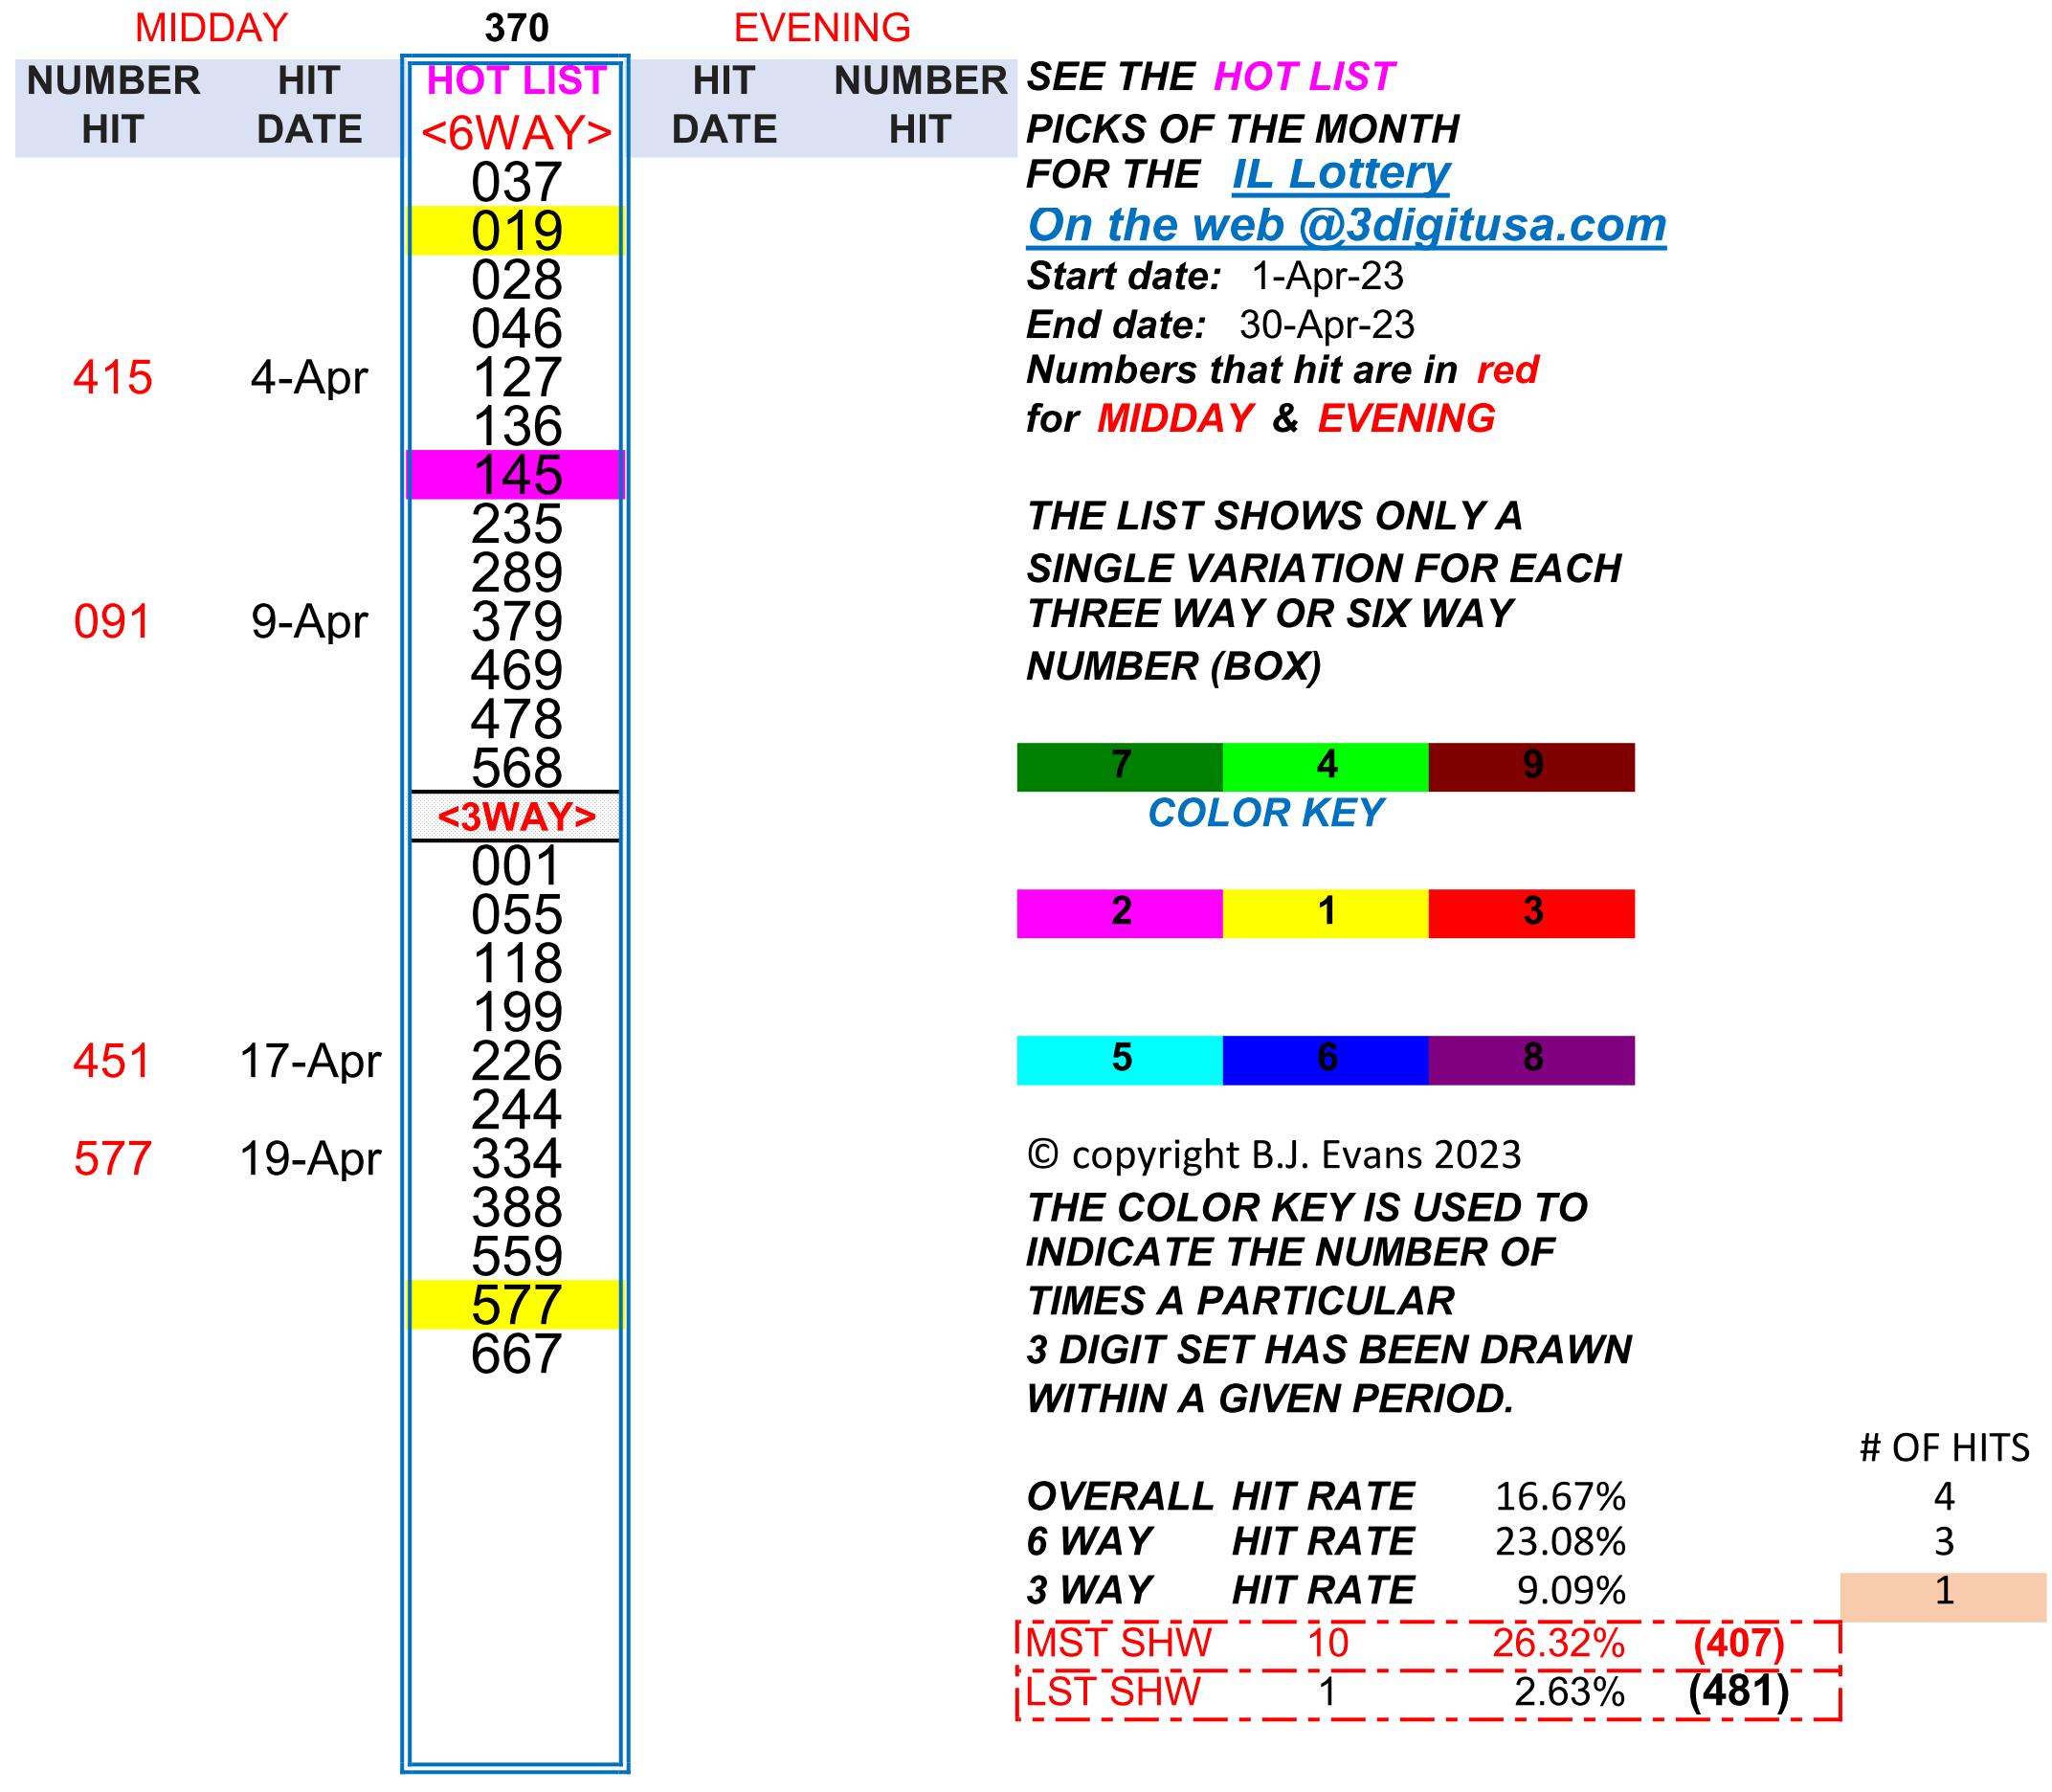 MIDDAY 370 EVENING
NUMBER HIT HOT LIST HIT NUMBER SEE THE HOT LIST
HIT DATE <6WAY> DATE HIT PICKS OF THE MONTH
037 FOR THE IL Lottery
019 On the web @3digitusa.com
028 Start date: 1-Apr-23
046 End date: 30-Apr-23
415 4-Apr 127 Numbers that hit are in red
136 for MIDDAY & EVENING
145
235 THE LIST SHOWS ONLY A
289 SINGLE VARIATION FOR EACH
091 9-Apr 379 THREE WAY OR SIX WAY
469 NUMBER (BOX)
478
568 7 4 9
<3WAY> COLOR KEY
001
055 2 1 3
118
199
451 17-Apr 226 5 6 8
244
577 19-Apr 334 © copyright B.J. Evans 2023
388 THE COLOR KEY IS USED TO
559 INDICATE THE NUMBER OF
577 TIMES A PARTICULAR
667 3 DIGIT SET HAS BEEN DRAWN
WITHIN A GIVEN PERIOD.
# OF HITS
OVERALL HIT RATE 16.67% 4
6 WAY HIT RATE 23.08% 3
3 WAY HIT RATE 9.09% 1
MST SHW 10 26.32% (407)
LST SHW 1 2.63% (481)